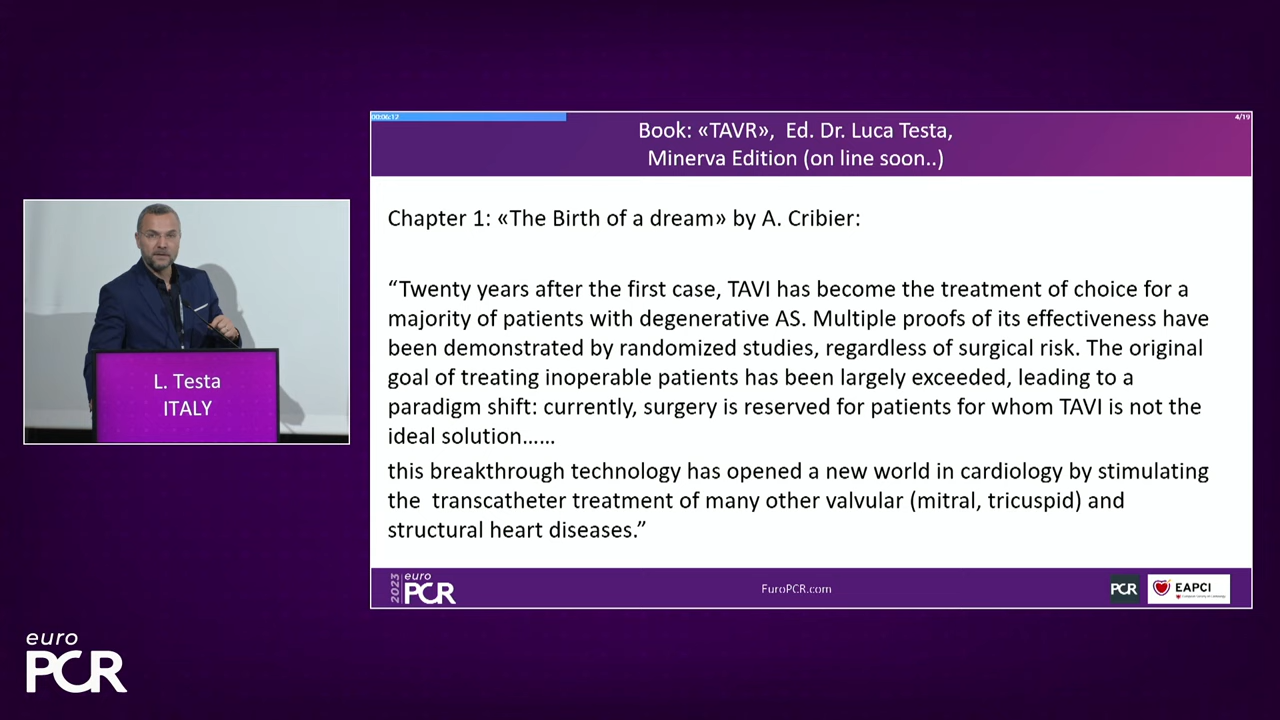 00:06:12
4/19
Book: «TAVR», Ed. Dr. Luca Testa,
Minerva Edition (on line soon..)
Chapter 1: «The Birth of a dream» by A. Cribier:
“Twenty years after the first case, TAVI has become the treatment of choice for a
majority of patients with degenerative AS. Multiple proofs of its effectiveness have
been demonstrated by randomized studies, regardless of surgical risk. The original
goal of treating inoperable patients has been largely exceeded, leading to a
paradigm shift: currently, surgery is reserved for patients for whom TAVI is not the
ideal solution……
this breakthrough technology has opened a new world in cardiology by stimulating
the  transcatheter treatment of many other valvular (mitral, tricuspid) and
structural heart diseases.”
L. Testa
ITALY
2023
euro
PCR
EuroPCR.com
PCR
EAPCI
euro
PCR